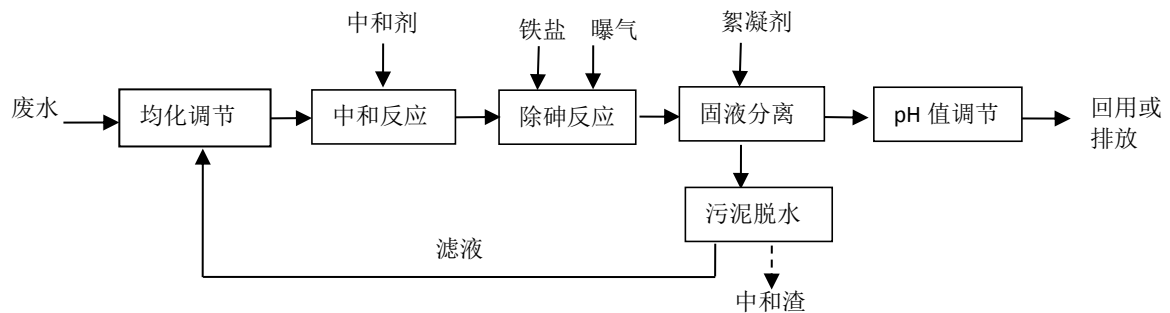 中和剂
铁盐
曝气
絮凝剂
废水
均化调节
中和反应
除砷反应
固液分离
pH 值调节
回用或
排放
污泥脱水
滤液
中和渣